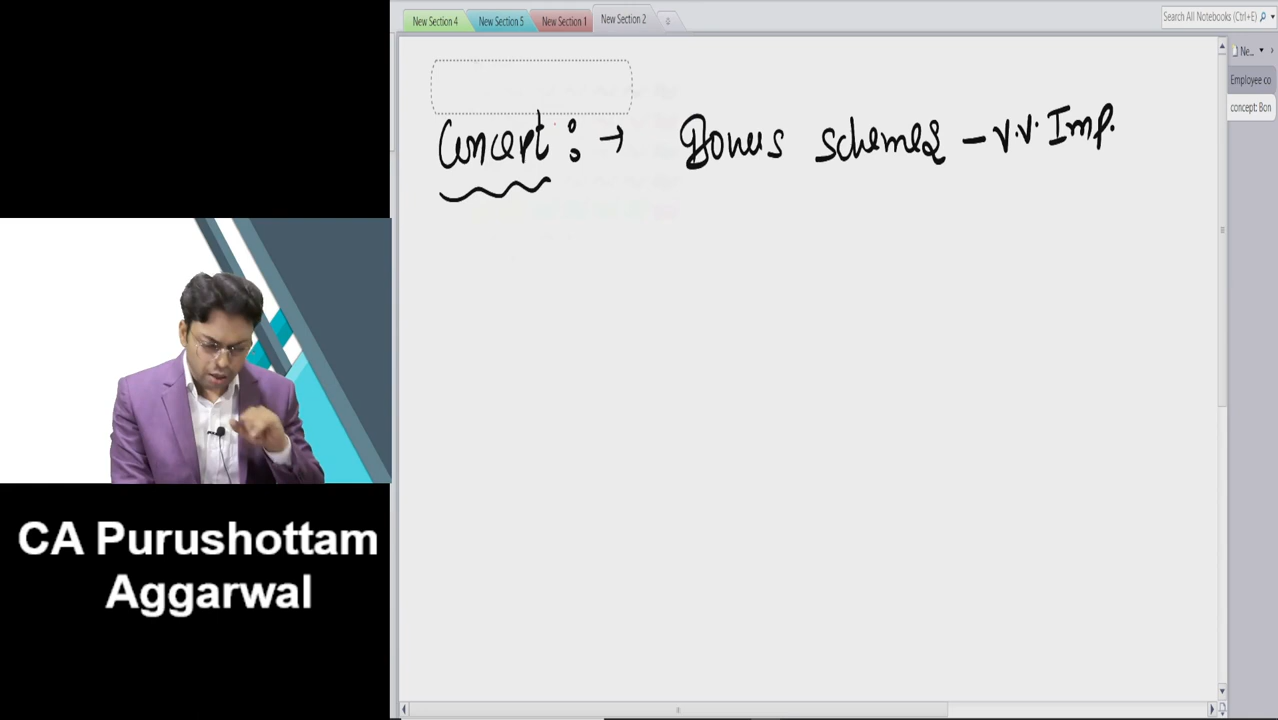 New Section 4
New Section 5
New Section 1
New Section 2
Search All Notebooks (Ctrl+E)
Ne...
Employee co
concept: Bon
Concept :→ Bonus schemes – V.V. Imp.
CA Purushottam
Aggarwal